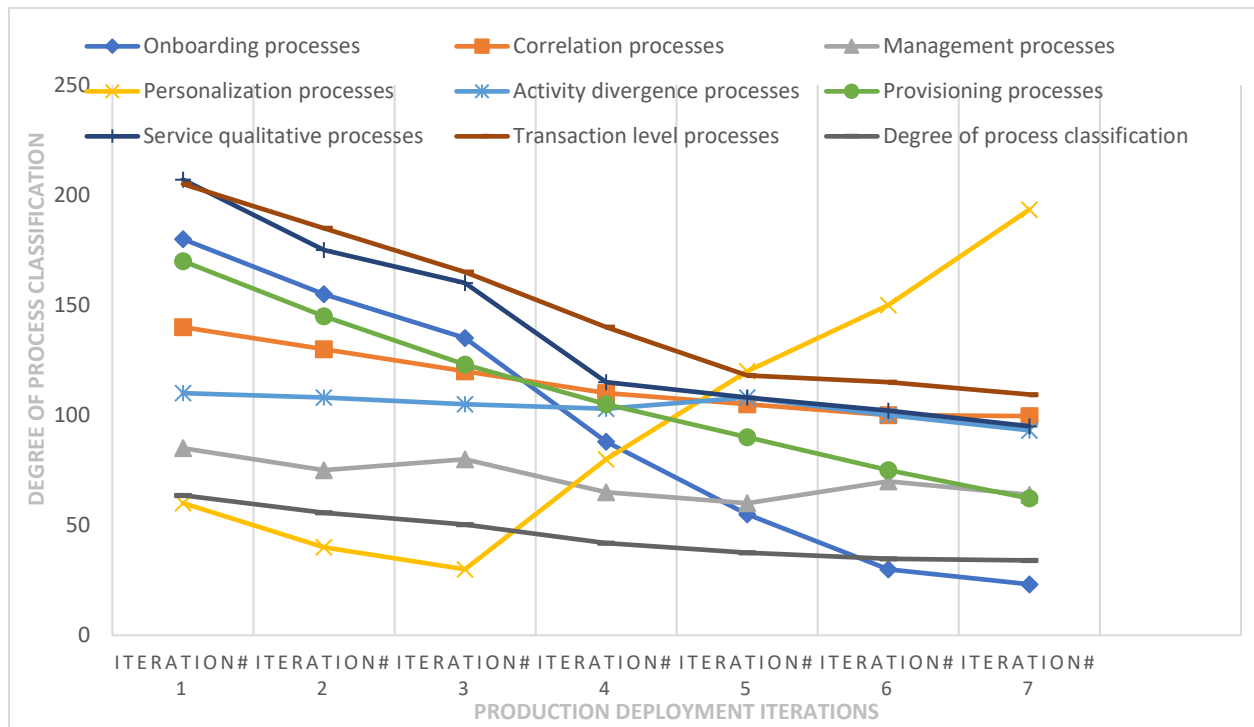 Onboarding processes Correlation processes Management processes
250
Personalization processes Activity divergence processes Provisioning processes
Service qualitative processes Transaction level processes Degree of process classification
200
150
100
50
0
DEGREE OF PROCESS CLASSIFICATION
ITERATION# ITERATION# ITERATION# ITERATION# ITERATION# ITERATION# ITERATION#
1 2 3 4 5 6 7
PRODUCTION DEPLOYMENT ITERATIONS